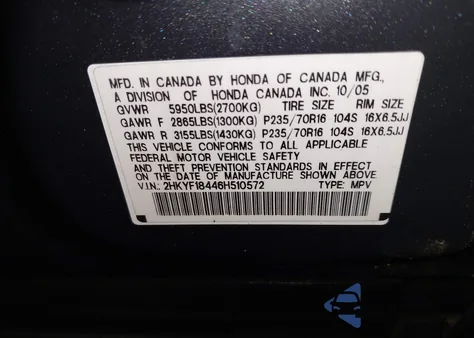 MFD. IN CANADA BY HONDA OF CANADA MFG.,
A DIVISION OF HONDA CANADA INC. 10/05
GVWR 5950LBS(2700KG) TIRE SIZE RIM SIZE
GAWR F 2865LBS(1300KG) P235/70R16 104S 16X6.5JJ
GAWR R 3155LBS(1430KG) P235/70R16 104S 16X6.5JJ
THIS VEHICLE CONFORMS TO ALL APPLICABLE
FEDERAL MOTOR VEHICLE SAFETY
AND THEFT PREVENTION STANDARDS IN EFFECT
ON THE DATE OF MANUFACTURE SHOWN ABOVE.
V.I.N.: 2HKYF18446H510572 TYPE: MPV